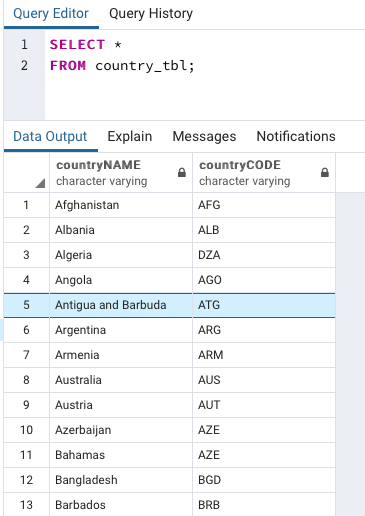 Query Editor Query History
1 SELECT *
2 FROM country_tbl;
Data Output Explain Messages Notifications
countryNAME countryCODE
character varying character varying
1 Afghanistan AFG
2 Albania ALB
3 Algeria DZA
4 Angola AGO
5 Antigua and Barbuda ATG
6 Argentina ARG
7 Armenia ARM
8 Australia AUS
9 Austria AUT
10 Azerbaijan AZE
11 Bahamas AZE
12 Bangladesh BGD
13 Barbados BRB